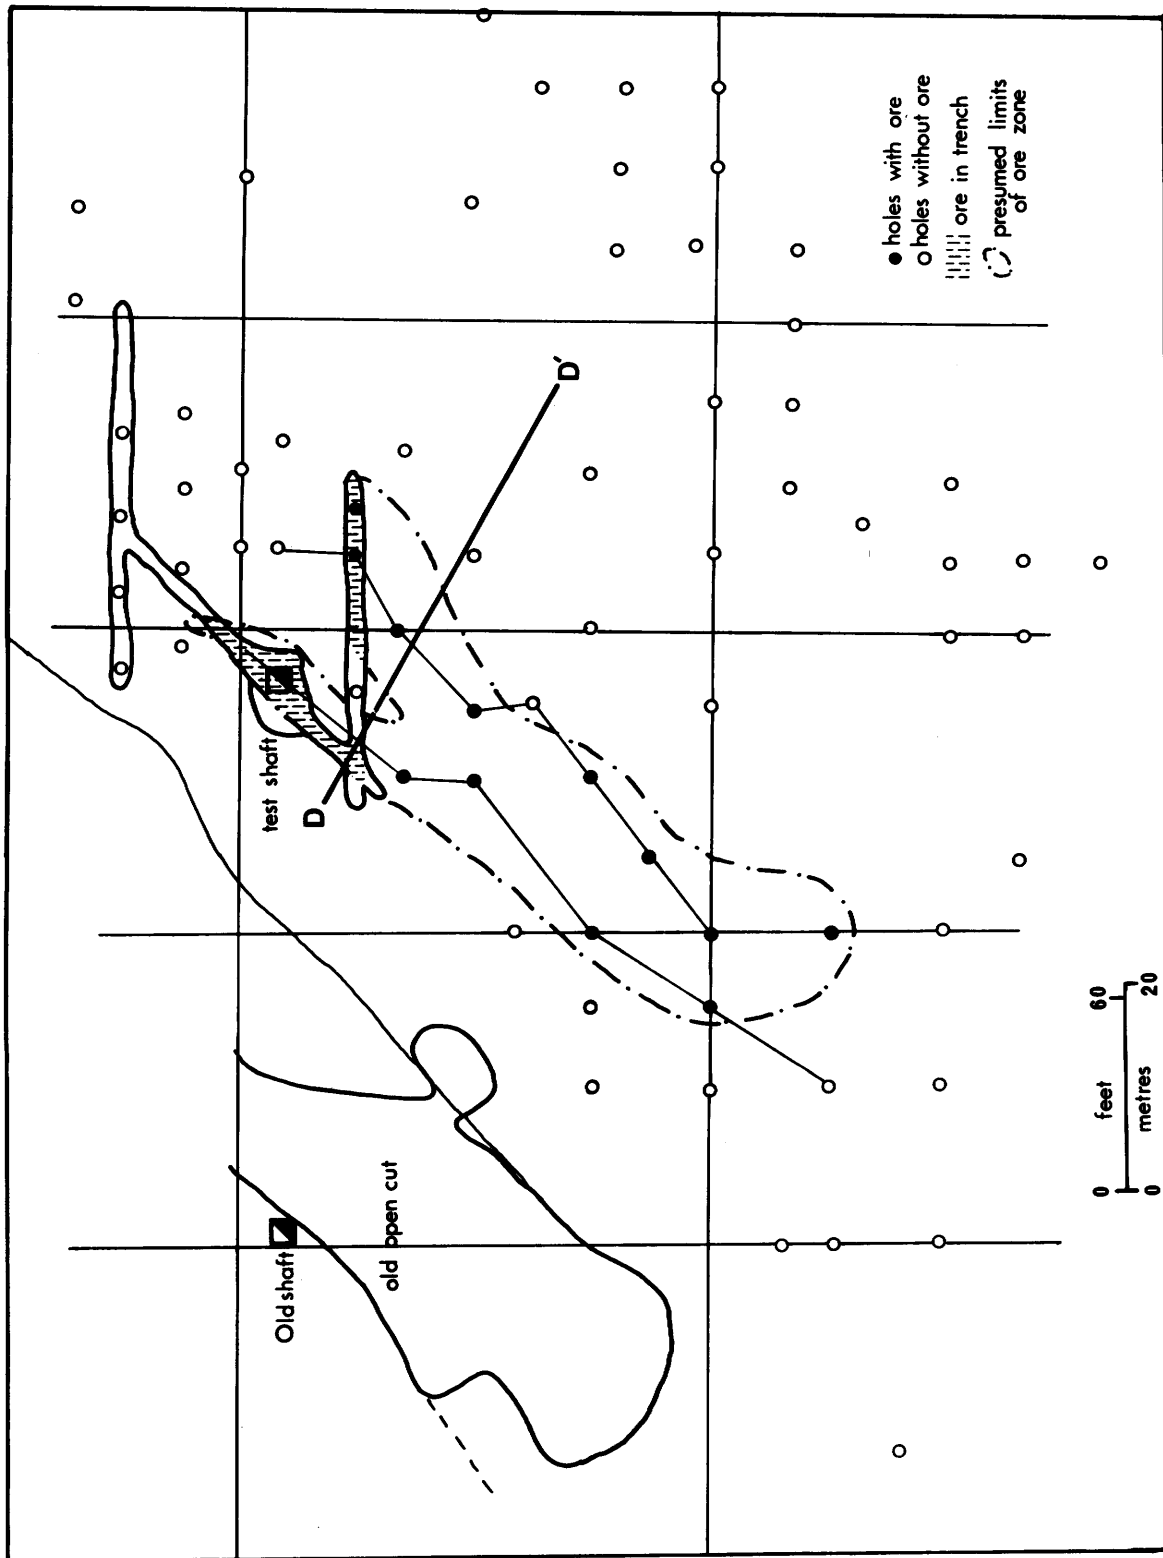 Old shaft
old open cut
D
test shaft
D'
0 feet 60
0 metres 20
holes with ore
holes without ore
ore in trench
presumed limits
of ore zone